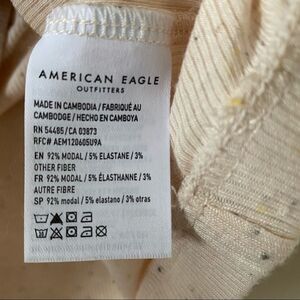 AMERICAN EAGLE
OUTFITTERS
MADE IN CAMBODIA / FABRIQUÉ AU
CAMBODGE / HECHO EN CAMBOYA
RN 54485/CA 03873
RFC# AEM120605U9A
EN 92% MODAL / 5% ELASTANE / 3%
OTHER FIBER
FR 92% MODAL / 5% ÉLASTHANNE / 3%
AUTRE FIBRE
SP 92% modal / 5% elastano / 3% otras